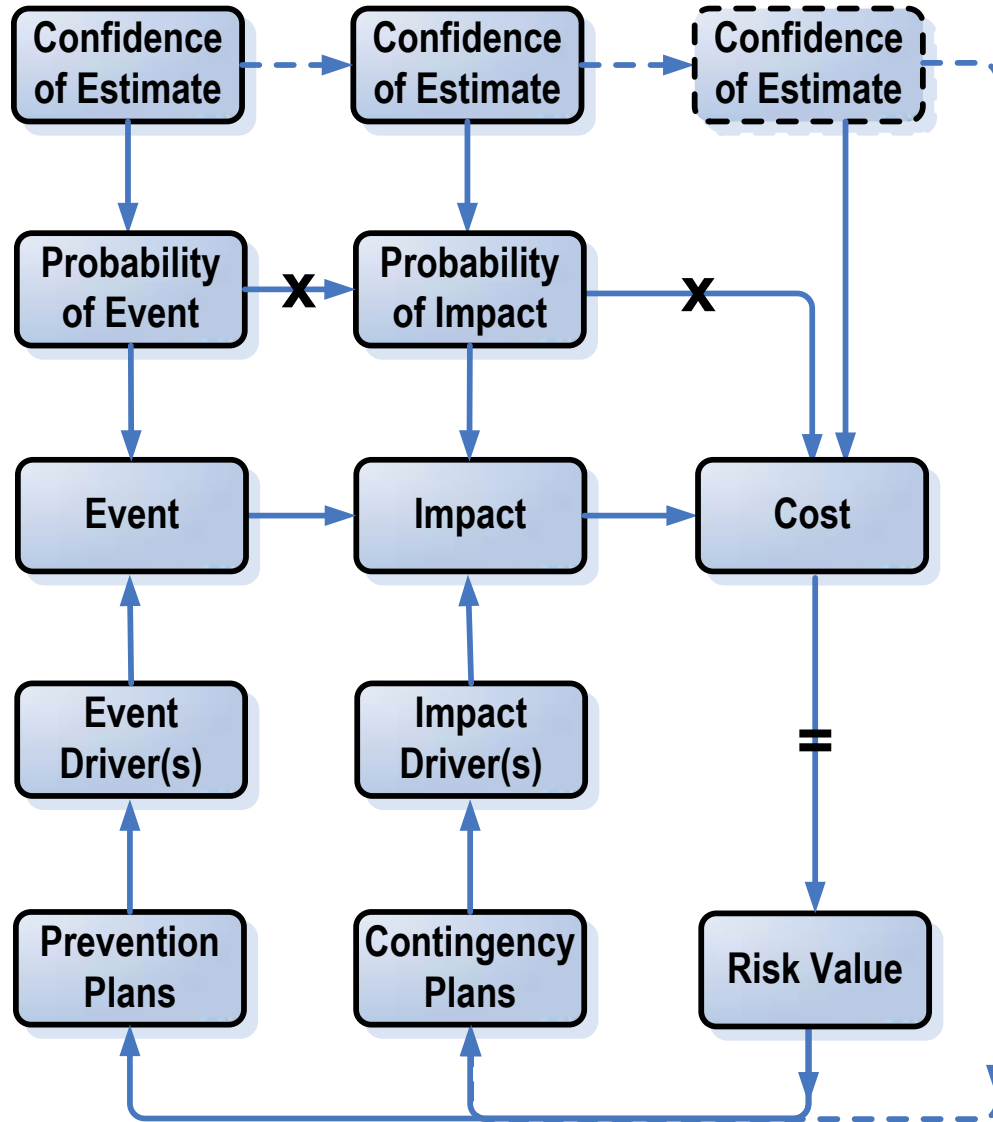 Confidence
of Estimate
Confidence
of Estimate
Confidence
of Estimate
Probability
of Event
x
Probability
of Impact
x
Event
Impact
Cost
Event
Driver(s)
Impact
Driver(s)
=
Prevention
Plans
Contingency
Plans
Risk Value